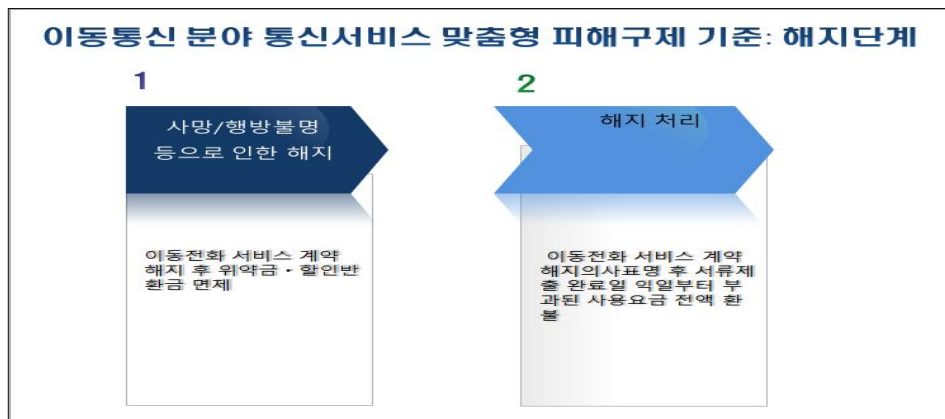 이동통신 분야 통신서비스 맞춤형 피해구제 기준: 해지단계
1
사망/행방불명
등으로 인한 해지
이동전화 서비스 계약
해지 후 위약금・할인반
환금 면제
2
해지 처리
이동전화 서비스 계약
해지의사표명 후 서류제
출 완료일 익일부터 부
과된 사용요금 전액 환
불